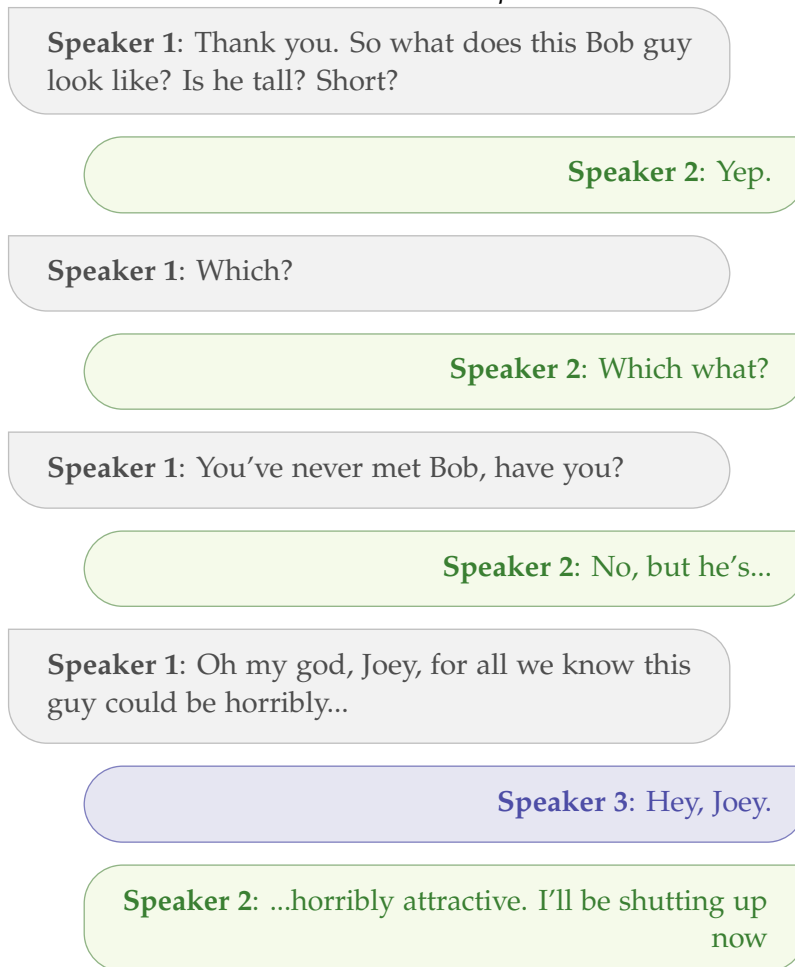 Speaker 1: Thank you. So what does this Bob guy
look like? Is he tall? Short?
Speaker 2: Yep.
Speaker 1: Which?
Speaker 2: Which what?
Speaker 1: You've never met Bob, have you?
Speaker 2: No, but he's...
Speaker 1: Oh my god, Joey, for all we know this
guy could be horribly...
Speaker 3: Hey, Joey.
Speaker 2: ...horribly attractive. I'll be shutting up
now